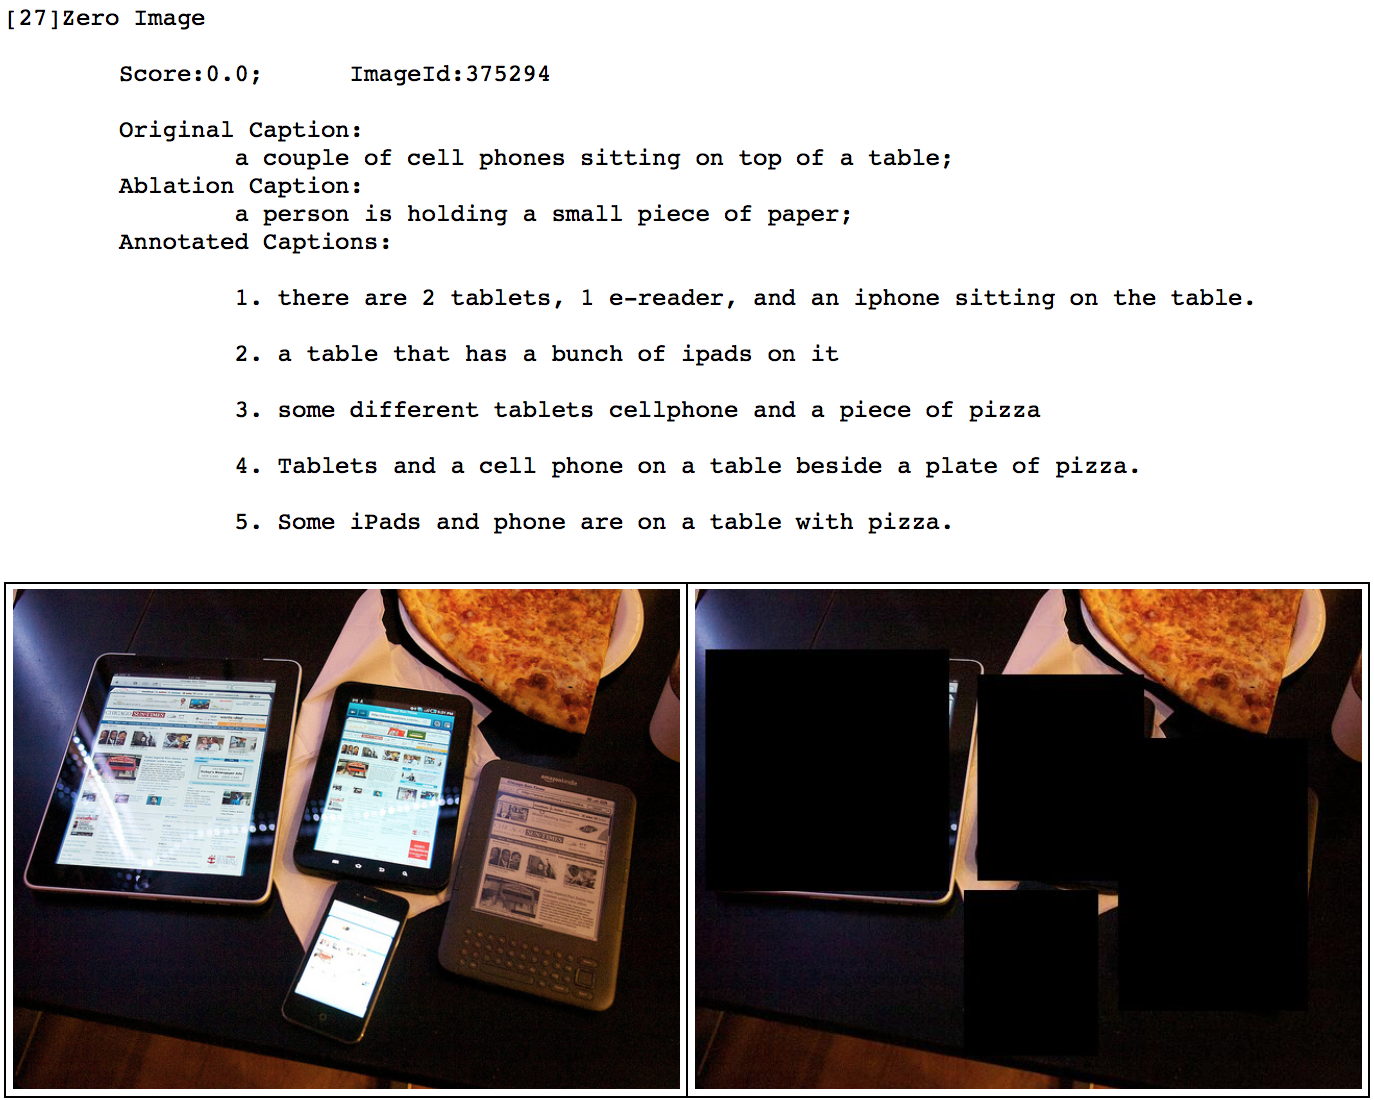 [27]Zero Image
Score:0.0; ImageId:375294
Original Caption:
a couple of cell phones sitting on top of a table;
Ablation Caption:
a person is holding a small piece of paper;
Annotated Captions:
1. there are 2 tablets, 1 e-reader, and an iphone sitting on the table.
2. a table that has a bunch of ipads on it
3. some different tablets cellphone and a piece of pizza
4. Tablets and a cell phone on a table beside a plate of pizza.
5. Some iPads and phone are on a table with pizza.
SUN-TIMES
amazonkindle
SUN-TIMES